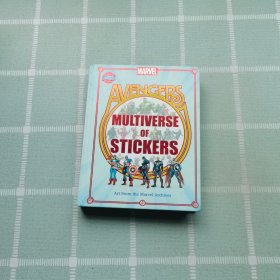 MARVEL
AVENGERS
MULTIVERSE
OF
STICKERS
Art from the Marvel Archives